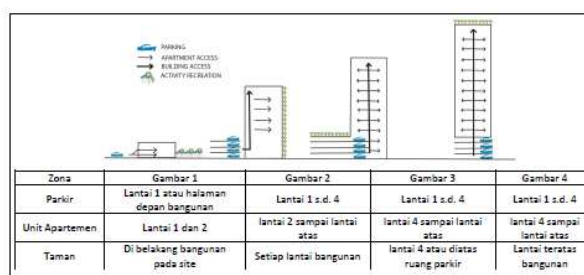 PARKING
APARTMENT ACCESS
BUILDING ACCESS
ACTIVITY RECREATION
Zona Gambar 1 Gambar 2 Gambar 3 Gambar 4
Parkir Lantai 1 atau halaman depan bangunan Lantai 1 s.d. 4 Lantai 1 s.d. 4 Lantai 1 s.d. 4
Unit Apartemen Lantai 1 dan 2 lantai 2 sampai lantai atas lantai 4 sampai lantai atas lantai 4 sampai lantai atas
Taman Di belakang bangunan pada site Setiap lantai bangunan lantai 4 atau diatas ruang parkir Lantai teratas bangunan